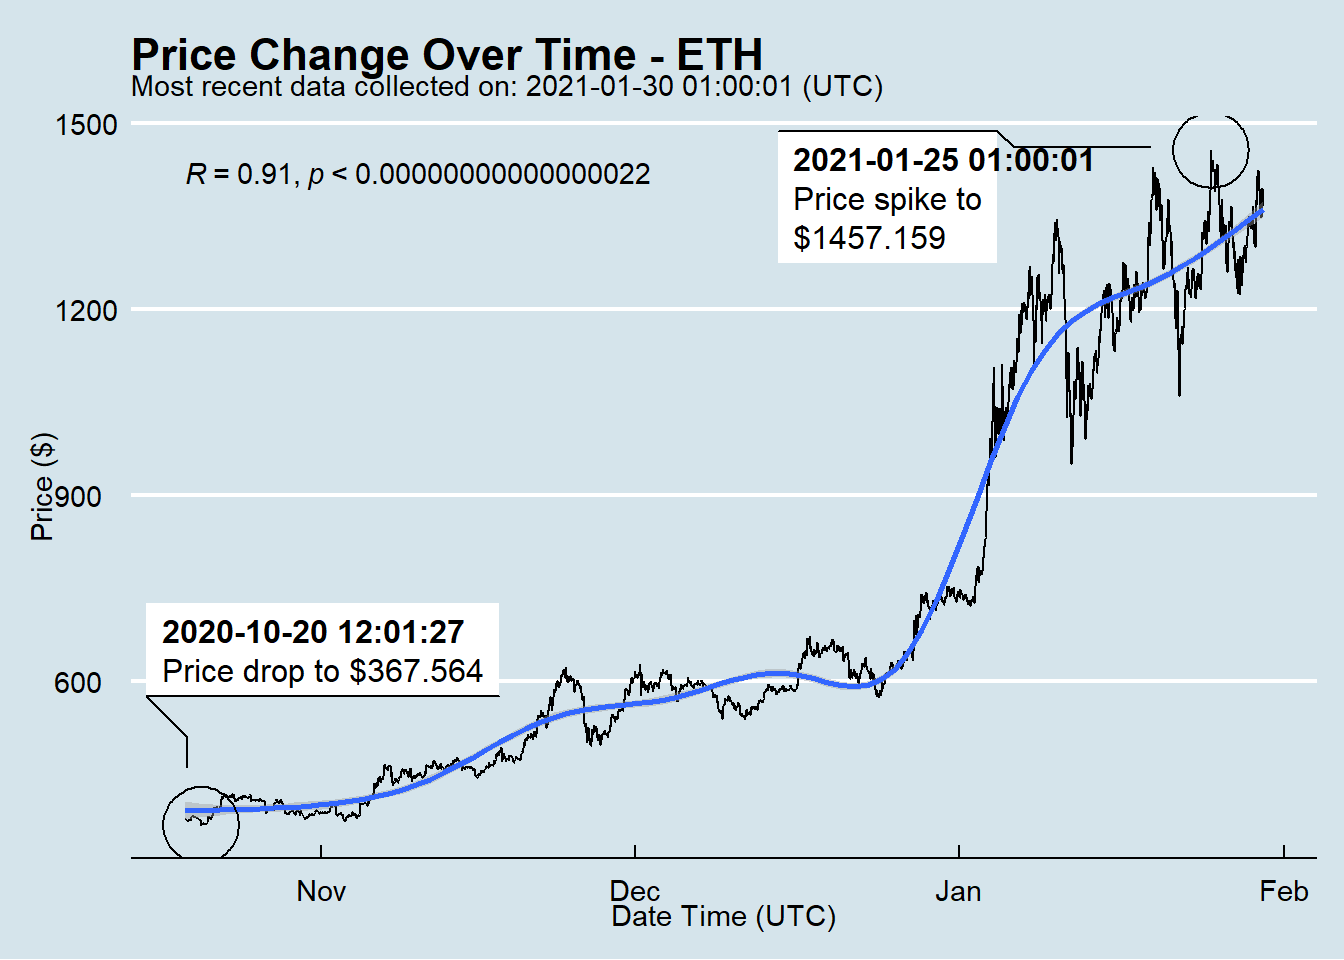 Price Change Over Time - ETH
Most recent data collected on: 2021-01-30 01:00:01 (UTC)
R = 0.91, p < 0.00000000000000022
2021-01-25 01:00:01
Price spike to
$1457.159
2020-10-20 12:01:27
Price drop to $367.564
Price ($)
1500
1200
900
600
Nov
Dec
Jan
Feb
Date Time (UTC)